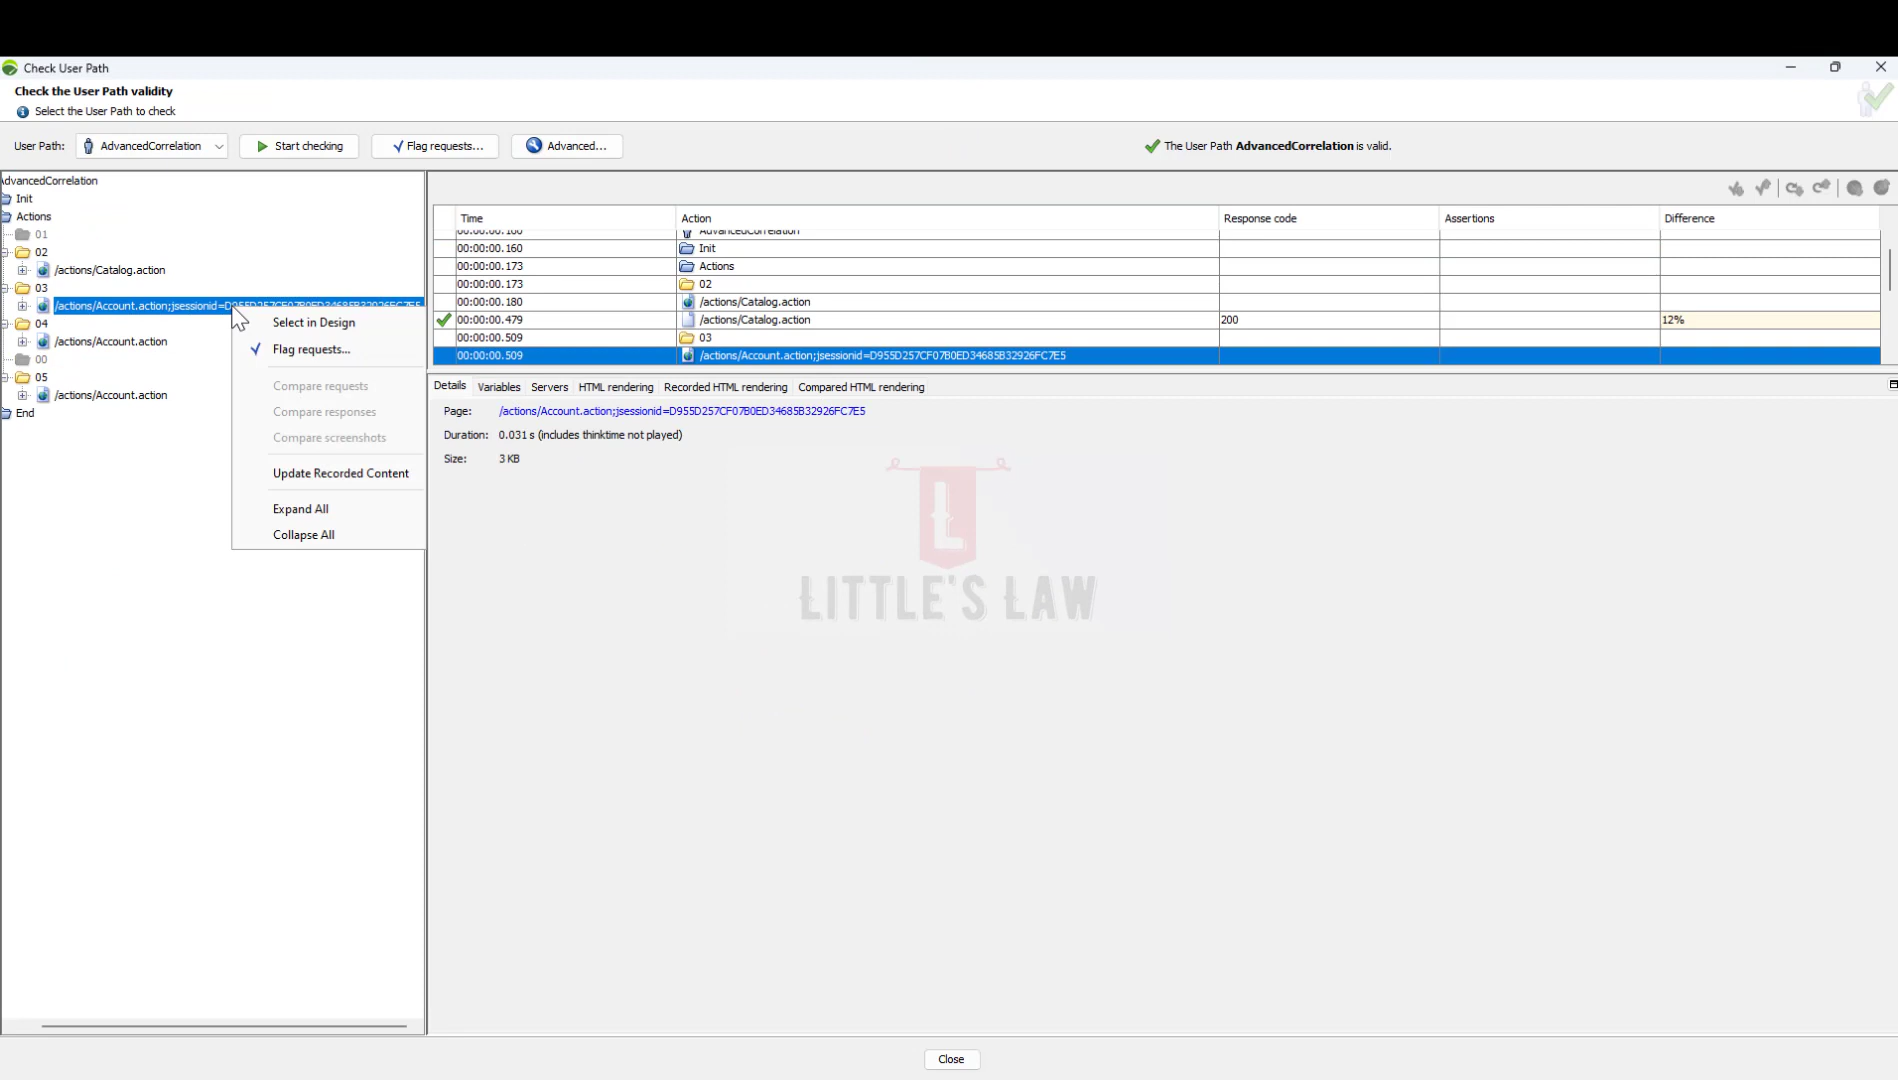 Check User Path
Check the User Path validity
Select the User Path to check
User Path: AdvancedCorrelation Start checking Flag requests... Advanced... The User Path AdvancedCorrelation is valid.
AdvancedCorrelation
Init
Actions
01
02
/actions/Catalog.action
03
/actions/Account.action;jsessionid=D955D257CF07B0ED34685B32926FC7E5
04
/actions/Account.action
00
05
/actions/Account.action
End
Select in Design
Flag requests...
Compare requests
Compare responses
Compare screenshots
Update Recorded Content
Expand All
Collapse All
Time Action Response code Assertions Difference
00:00:00.160 AdvancedCorrelation
00:00:00.160 Init
00:00:00.173 Actions
00:00:00.173 02
00:00:00.180 /actions/Catalog.action
00:00:00.479 /actions/Catalog.action 200 12%
00:00:00.509 03
00:00:00.509 /actions/Account.action;jsessionid=D955D257CF07B0ED34685B32926FC7E5
Details Variables Servers HTML rendering Recorded HTML rendering Compared HTML rendering
Page: /actions/Account.action;jsessionid=D955D257CF07B0ED34685B32926FC7E5
Duration: 0.031 s (includes thinktime not played)
Size: 3 KB
L
LITTLE'S LAW
Close